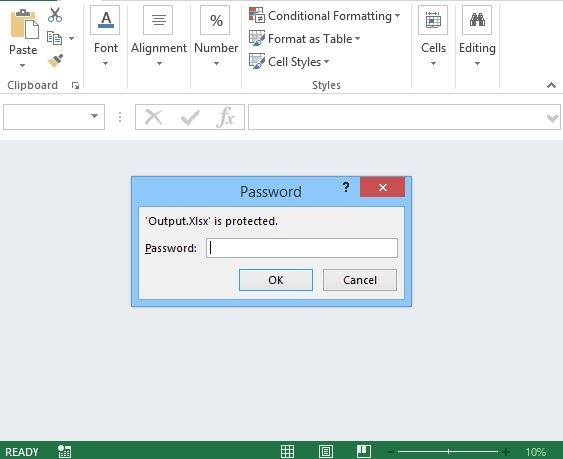 Paste
Clipboard
A
Font
Alignment
%
Number
Conditional Formatting
Format as Table
Cell Styles
Styles
Cells
Editing
fx
Password
?
'Output.Xlsx' is protected.
Password:
OK
Cancel
READY
10%